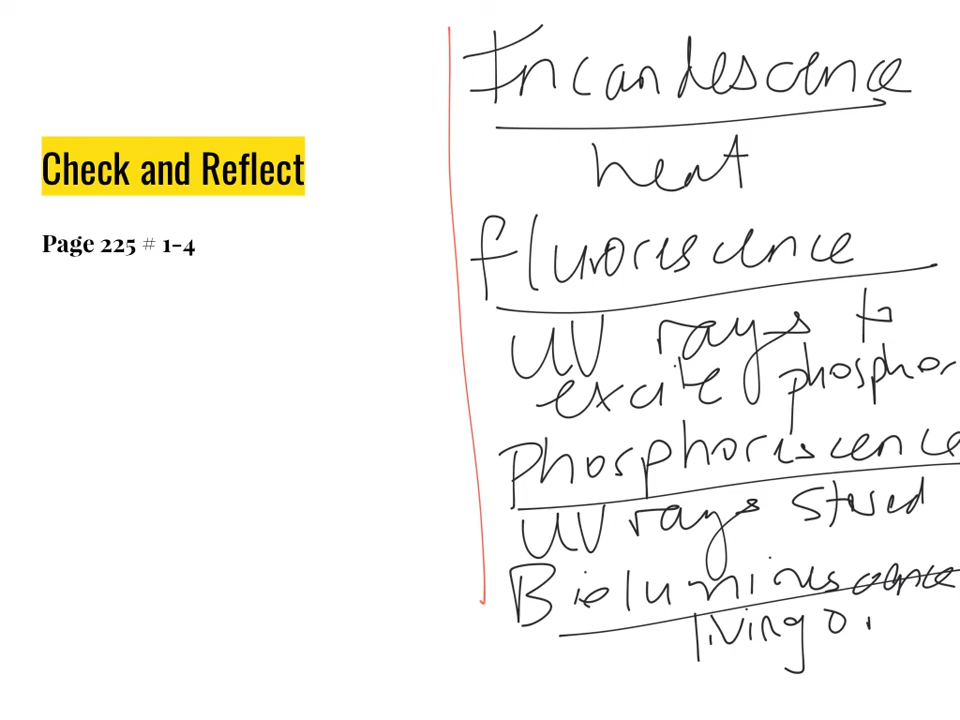 Check and Reflect
Page 225 # 1-4
Incandescence
heat
fluorescence
UV rays to
excite phosphor
Phosphorescence
UV rays stored
Bioluminescence
living o